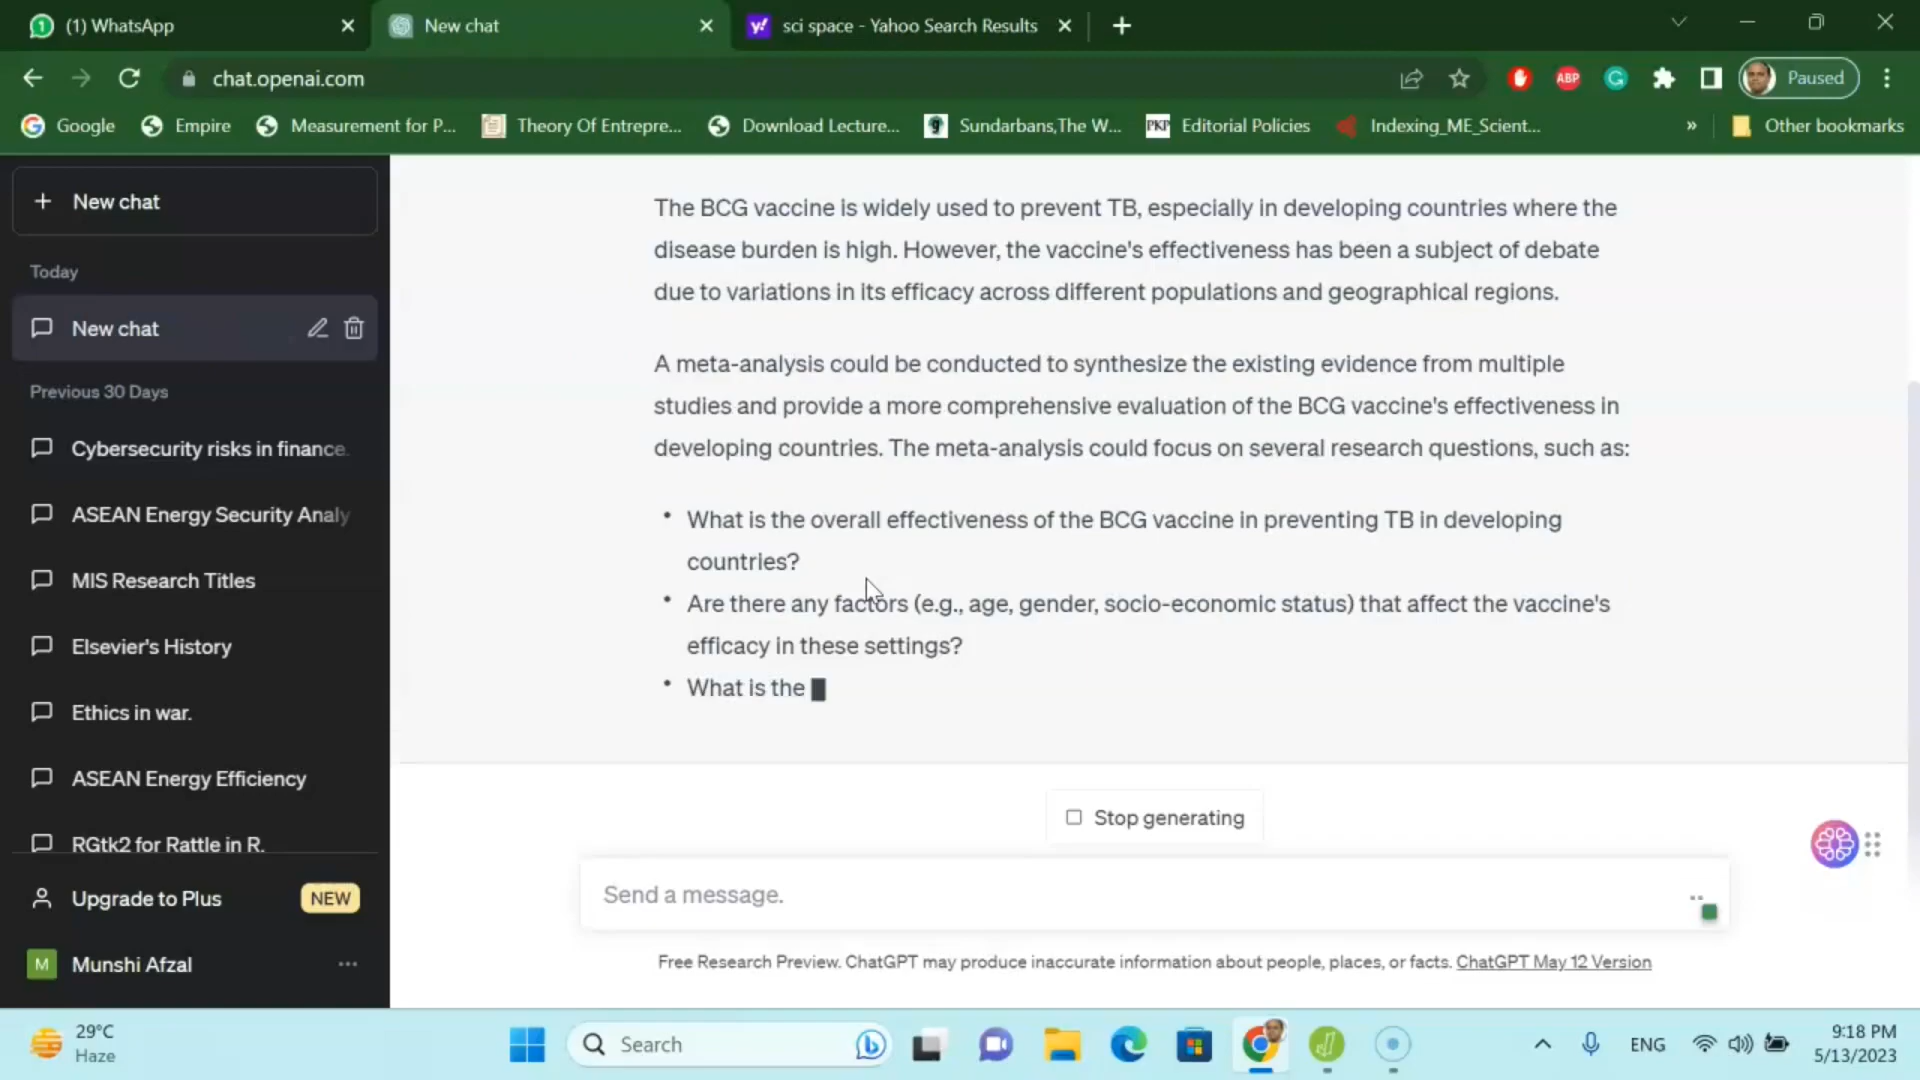 (1) WhatsApp
New chat
sci space - Yahoo Search Results
chat.openai.com
ABP
Paused
Google
Empire
Measurement for P...
Theory Of Entrepre...
Download Lecture...
Sundarbans,The W...
PKP
Editorial Policies
Indexing_ME_Scient...
»
Other bookmarks
New chat
Today
New chat
Previous 30 Days
Cybersecurity risks in finance.
ASEAN Energy Security Analy
MIS Research Titles
Elsevier's History
Ethics in war.
ASEAN Energy Efficiency
RGtk2 for Rattle in R.
Upgrade to Plus
NEW
M
Munshi Afzal
The BCG vaccine is widely used to prevent TB, especially in developing countries where the
disease burden is high. However, the vaccine's effectiveness has been a subject of debate
due to variations in its efficacy across different populations and geographical regions.
A meta-analysis could be conducted to synthesize the existing evidence from multiple
studies and provide a more comprehensive evaluation of the BCG vaccine's effectiveness in
developing countries. The meta-analysis could focus on several research questions, such as:
• What is the overall effectiveness of the BCG vaccine in preventing TB in developing
countries?
• Are there any factors (e.g., age, gender, socio-economic status) that affect the vaccine's
efficacy in these settings?
• What is the
Stop generating
Send a message.
Free Research Preview. ChatGPT may produce inaccurate information about people, places, or facts. ChatGPT May 12 Version
29°C
Haze
Search
ENG
9:18 PM
5/13/2023